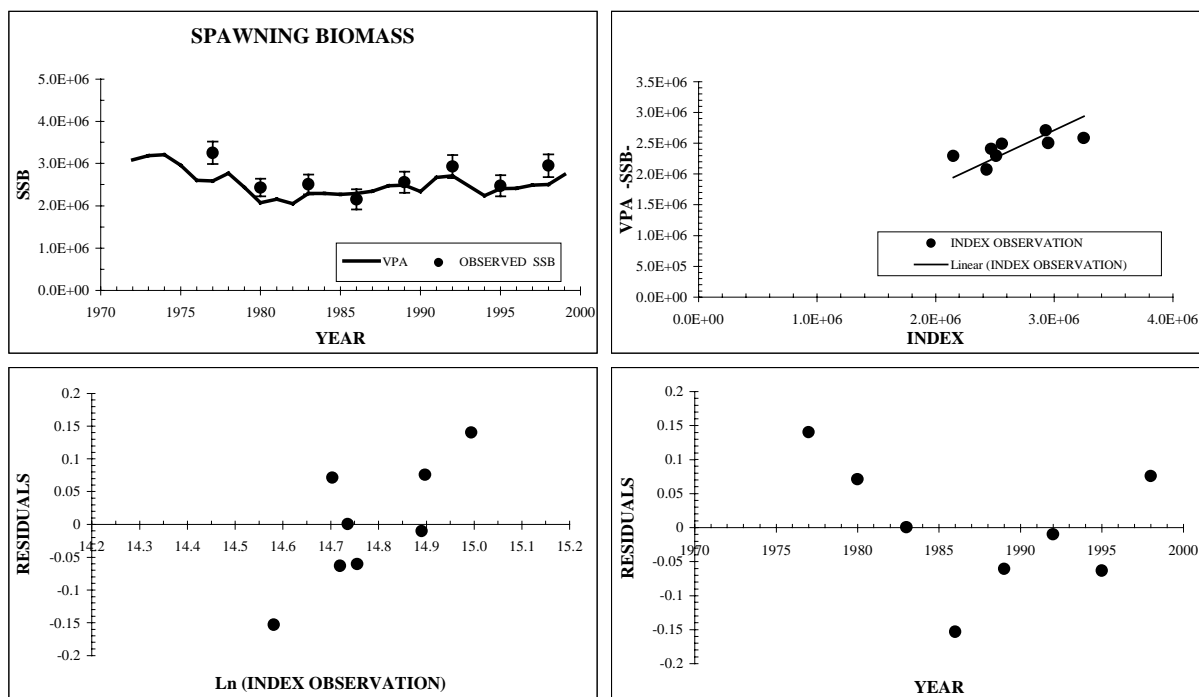 SPAWNING BIOMASS
5.0E+06
4.0E+06
3.0E+06
2.0E+06
1.0E+06
0.0E+00
SSB
1970 1975 1980 1985 1990 1995 2000
YEAR
VPA OBSERVED SSB
3.5E+06
3.0E+06
2.5E+06
2.0E+06
1.5E+06
1.0E+06
5.0E+05
0.0E+00
VPA -SSB-
0.0E+00 1.0E+06 2.0E+06 3.0E+06 4.0E+06
INDEX
INDEX OBSERVATION
Linear (INDEX OBSERVATION)
0.2
0.15
0.1
0.05
0
-0.05
-0.1
-0.15
-0.2
RESIDUALS
14.2 14.3 14.4 14.5 14.6 14.7 14.8 14.9 15.0 15.1 15.2
Ln (INDEX OBSERVATION)
0.2
0.15
0.1
0.05
0
-0.05
-0.1
-0.15
-0.2
RESIDUALS
1970 1975 1980 1985 1990 1995 2000
YEAR